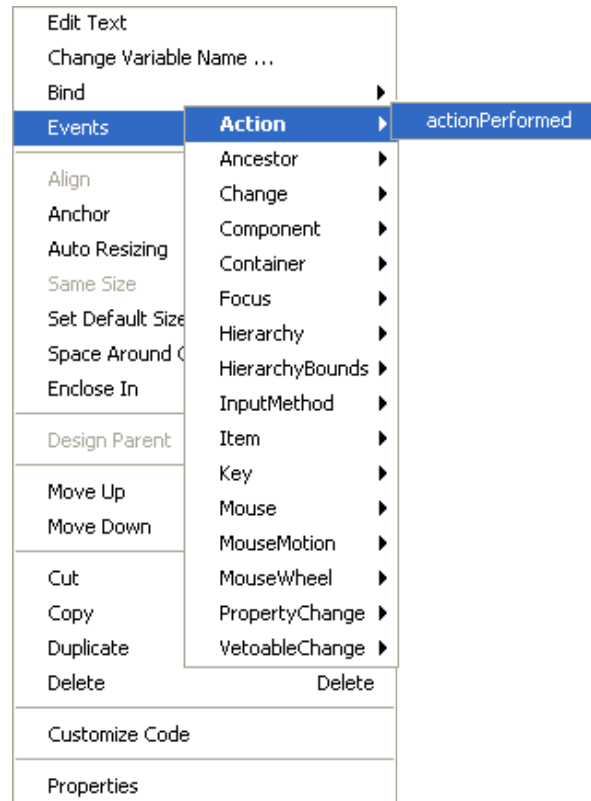 Edit Text
Change Variable Name ...
Bind
Events
Align
Anchor
Auto Resizing
Same Size
Set Default Size
Space Around
Enclose In
Design Parent
Move Up
Move Down
Cut
Copy
Duplicate
Delete Delete
Customize Code
Properties
Action
Ancestor
Change
Component
Container
Focus
Hierarchy
HierarchyBounds
InputMethod
Item
Key
Mouse
MouseMotion
MouseWheel
PropertyChange
VetoableChange
actionPerformed